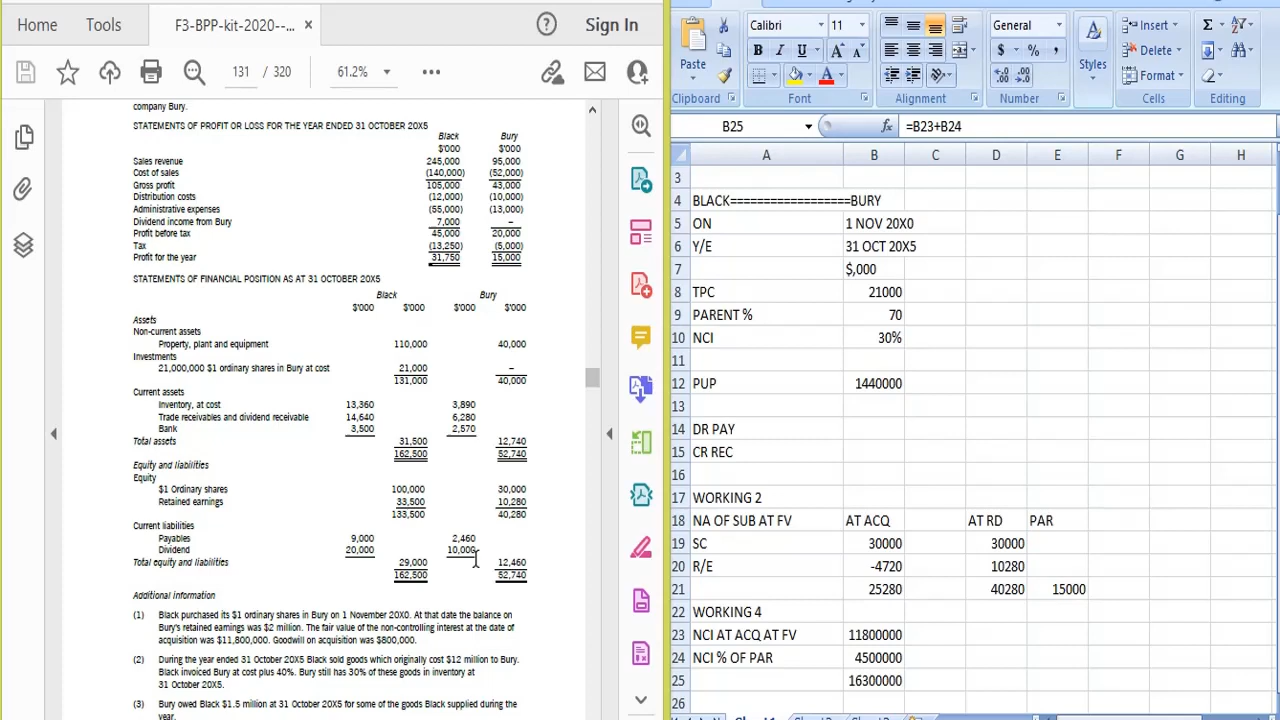 Home Tools F3-BPP-kit-2020--... × ? Sign In
131 / 320 61.2% •••
company Bury.
STATEMENTS OF PROFIT OR LOSS FOR THE YEAR ENDED 31 OCTOBER 20X5
Black Bury
$'000 $'000
Sales revenue 245,000 95,000
Cost of sales (140,000) (52,000)
Gross profit 105,000 43,000
Distribution costs (12,000) (10,000)
Administrative expenses (55,000) (13,000)
Dividend income from Bury 7,000 –
Profit before tax 45,000 20,000
Tax (13,250) (5,000)
Profit for the year 31,750 15,000
STATEMENTS OF FINANCIAL POSITION AS AT 31 OCTOBER 20X5
Black Bury
$'000 $'000 $'000 $'000
Assets
Non-current assets
Property, plant and equipment 110,000 40,000
Investments
21,000,000 $1 ordinary shares in Bury at cost 21,000 –
131,000 40,000
Current assets
Inventory, at cost 13,360 3,890
Trade receivables and dividend receivable 14,640 6,280
Bank 3,500 2,570
Total assets 31,500 12,740
162,500 52,740
Equity and liabilities
Equity
$1 Ordinary shares 100,000 30,000
Retained earnings 33,500 10,280
133,500 40,280
Current liabilities
Payables 9,000 2,460
Dividend 20,000 10,000
Total equity and liabilities 29,000 12,460
162,500 52,740
Additional information
(1) Black purchased its $1 ordinary shares in Bury on 1 November 20X0. At that date the balance on
Bury's retained earnings was $2 million. The fair value of the non-controlling interest at the date of
acquisition was $11,800,000. Goodwill on acquisition was $800,000.
(2) During the year ended 31 October 20X5 Black sold goods which originally cost $12 million to Bury.
Black invoiced Bury at cost plus 40%. Bury still has 30% of these goods in inventory at
31 October 20X5.
(3) Bury owed Black $1.5 million at 31 October 20X5 for some of the goods Black supplied during the
year.
Paste
Clipboard
Calibri 11
B I U A A
A
Font
Alignment
General
$ % ,
Number
A
Styles
Insert
Delete
Format
Cells
Σ
Editing
B25 fx =B23+B24
A B C D E F G H
3
4 BLACK==================BURY
5 ON 1 NOV 20X0
6 Y/E 31 OCT 20X5
7 $,000
8 TPC 21000
9 PARENT % 70
10 NCI 30%
11
12 PUP 1440000
13
14 DR PAY
15 CR REC
16
17 WORKING 2
18 NA OF SUB AT FV AT ACQ AT RD PAR
19 SC 30000 30000
20 R/E -4720 10280
21 25280 40280 15000
22 WORKING 4
23 NCI AT ACQ AT FV 11800000
24 NCI % OF PAR 4500000
25 16300000
26